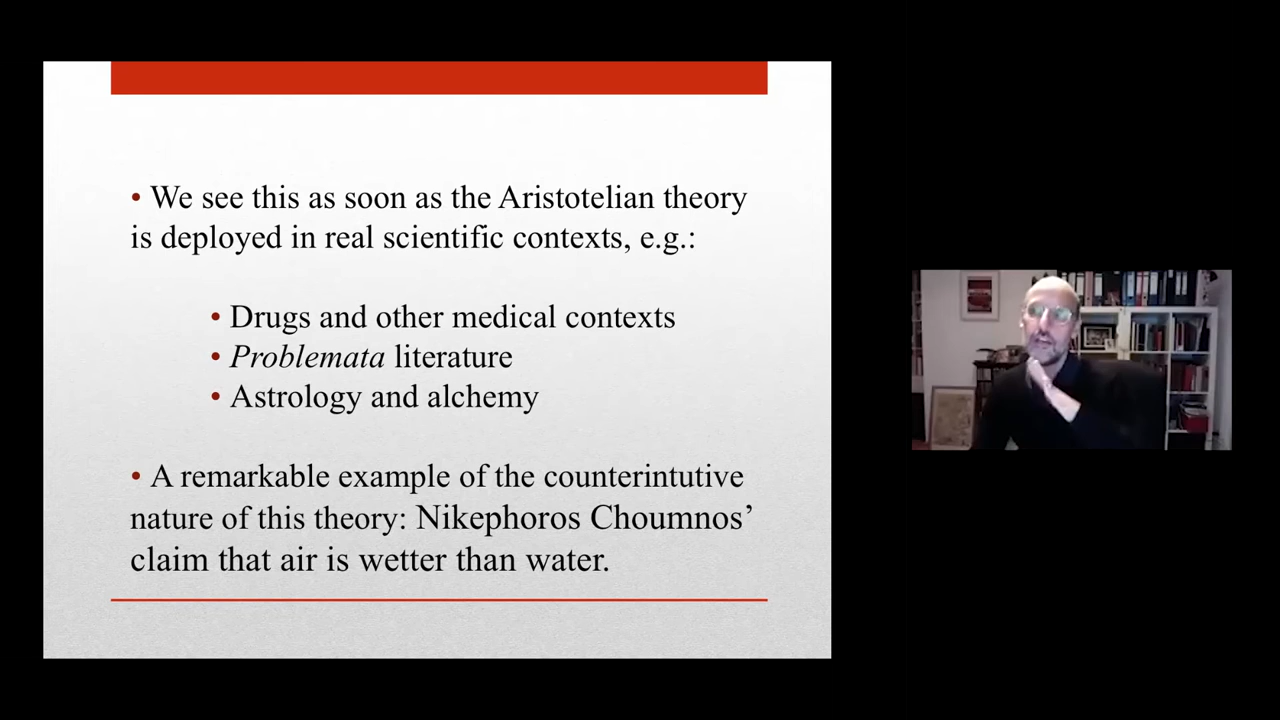 • We see this as soon as the Aristotelian theory
is deployed in real scientific contexts, e.g.:
• Drugs and other medical contexts
• Problemata literature
• Astrology and alchemy
• A remarkable example of the counterintutive
nature of this theory: Nikephoros Choumnos’
claim that air is wetter than water.